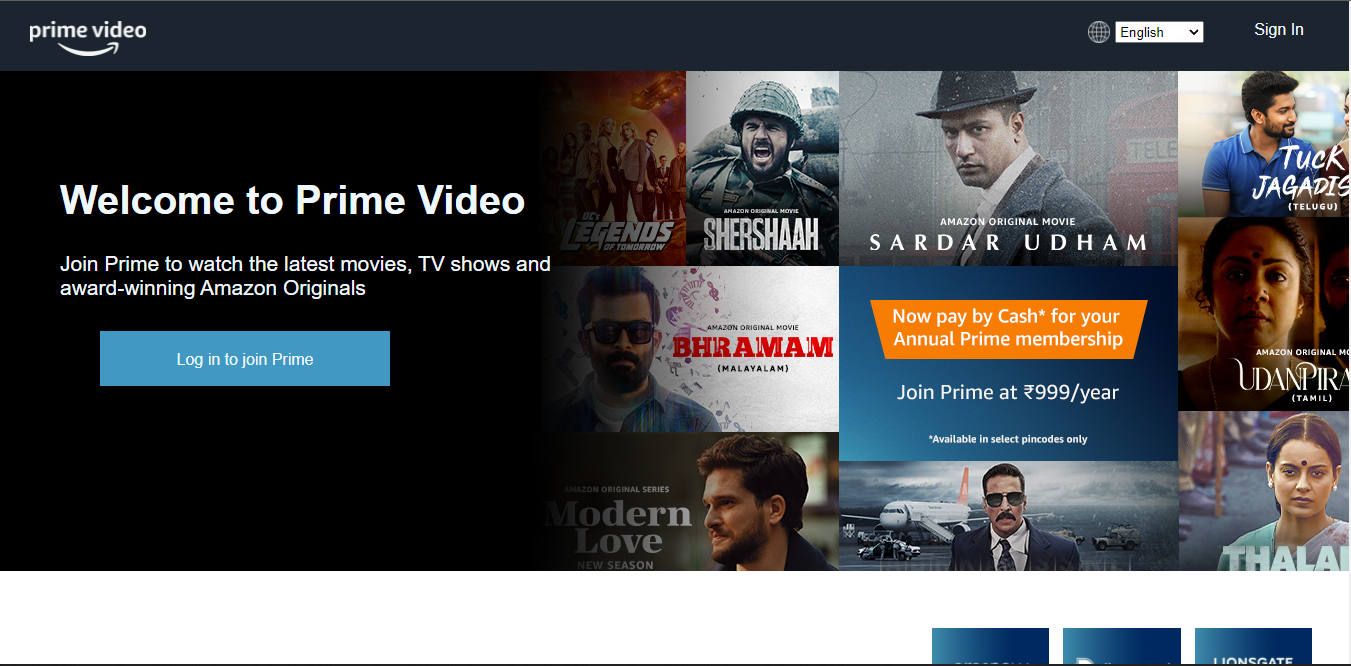 prime video
English
Sign In
Welcome to Prime Video
Join Prime to watch the latest movies, TV shows and
award-winning Amazon Originals
Log in to join Prime
DC's
LEGENDS
OF TOMORROW
AMAZON ORIGINAL MOVIE
SHERSHAAH
TELE
AMAZON ORIGINAL MOVIE
SARDAR UDHAM
TUCK
JAGADIS
(TELUGU)
AMAZON ORIGINAL MOVIE
BHRAMAM
(MALAYALAM)
Now pay by Cash* for your
Annual Prime membership
Join Prime at ₹999/year
*Available in select pincodes only
AMAZON ORIGINAL MO
UDANPIRA
(TAMIL)
AMAZON ORIGINAL SERIES
Modern
Love
NEW SEASON
THALAI
LIONSGATE